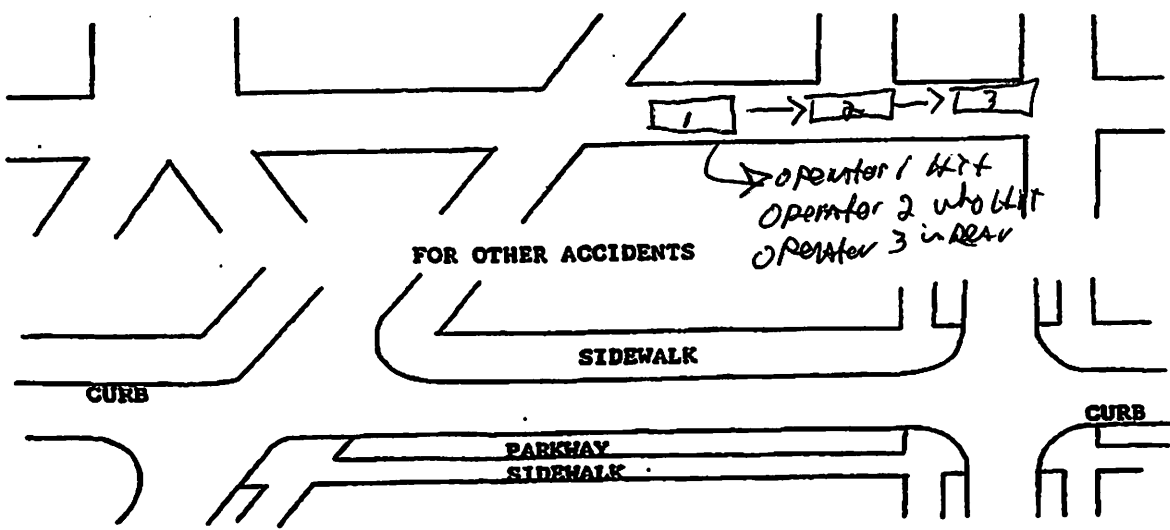 1 2 3
operator 1 Hit
operator 2 who Hit
operator 3 in Rear
FOR OTHER ACCIDENTS
SIDEWALK
CURB
CURB
PARKWAY
SIDEWALK